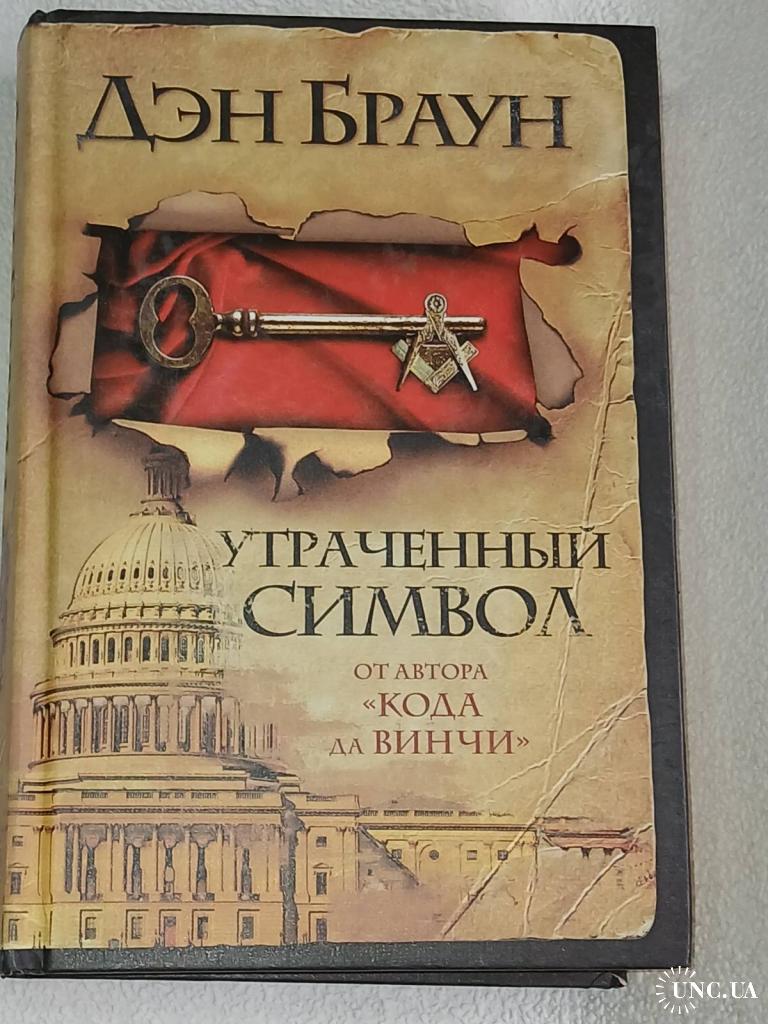 Дэн Браун
Утраченный
символ
от автора
«Кода
да Винчи»
UNC.UA